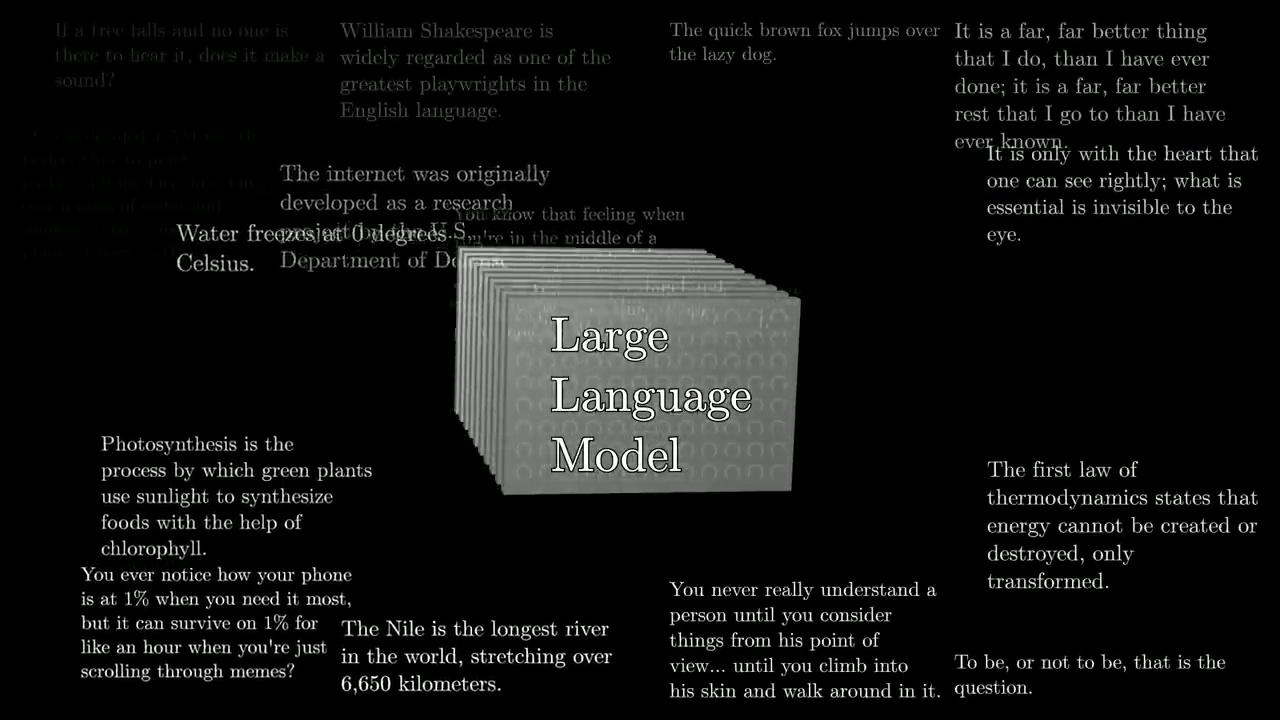 If a tree falls and no one is
there to hear it, does it make a
sound?
William Shakespeare is
widely regarded as one of the
greatest playwrights in the
English language.
The quick brown fox jumps over
the lazy dog.
It is a far, far better thing
that I do, than I have ever
done; it is a far, far better
rest that I go to than I have
ever known.
It is only with the heart that
one can see rightly; what is
essential is invisible to the
eye.
The internet was originally
developed as a research
project by the U.S.
Department of Defense
You know that feeling when
you're in the middle of a
Water freezes at 0 degrees
Celsius.
Large
Language
Model
Photosynthesis is the
process by which green plants
use sunlight to synthesize
foods with the help of
chlorophyll.
The first law of
thermodynamics states that
energy cannot be created or
destroyed, only
transformed.
You ever notice how your phone
is at 1% when you need it most,
but it can survive on 1% for
like an hour when you're just
scrolling through memes?
The Nile is the longest river
in the world, stretching over
6,650 kilometers.
You never really understand a
person until you consider
things from his point of
view... until you climb into
his skin and walk around in it.
To be, or not to be, that is the
question.